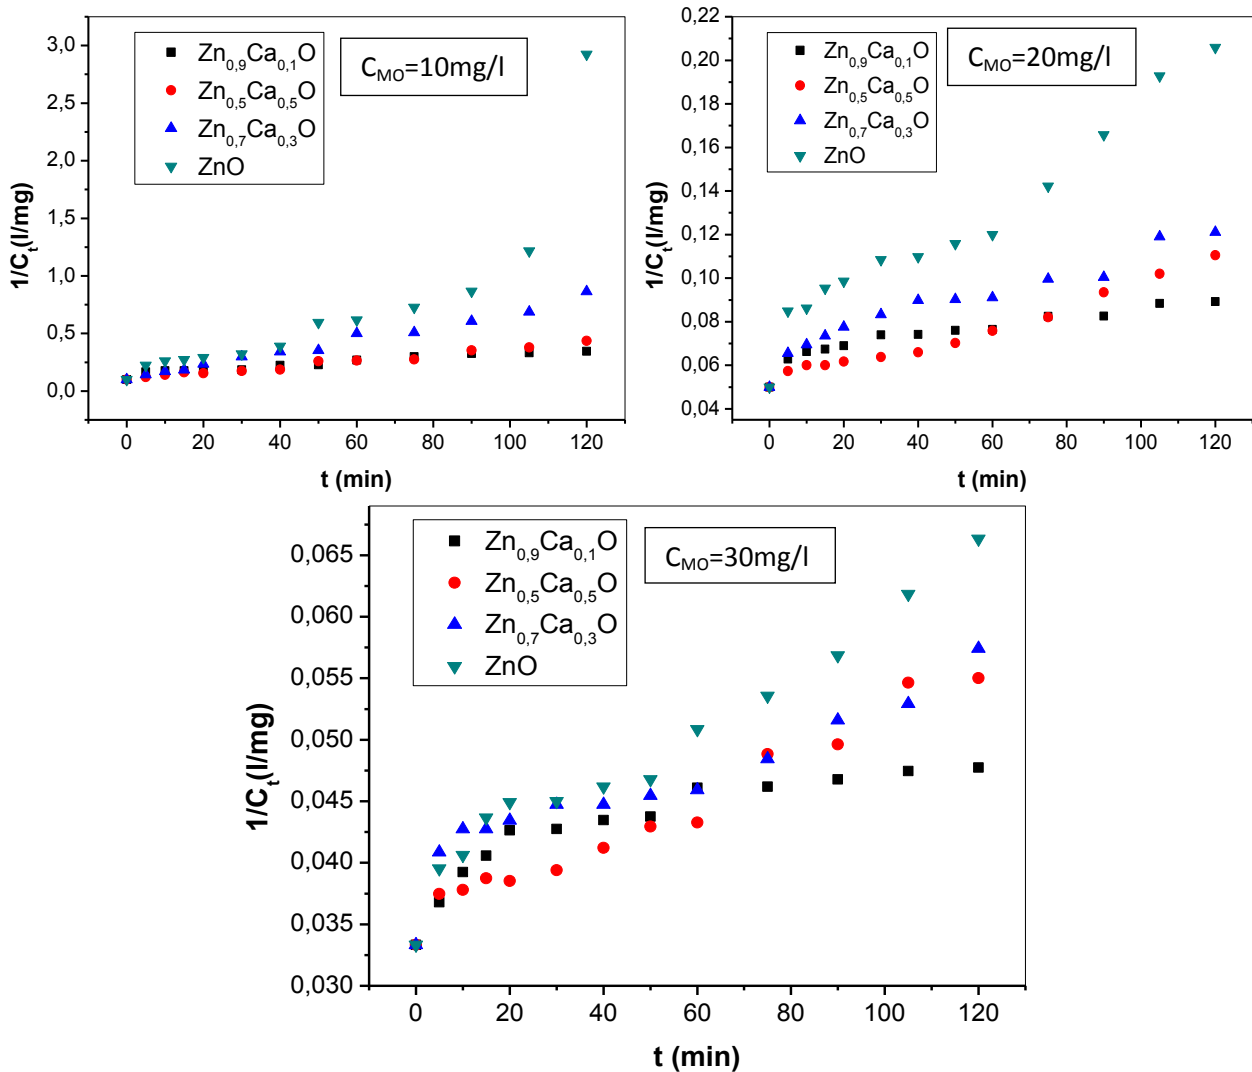 Zn0,9Ca0,1O
Zn0,5Ca0,5O
Zn0,7Ca0,3O
ZnO
CMO=10mg/l
1/Ct(l/mg)
3,0
2,5
2,0
1,5
1,0
0,5
0,0
0 20 40 60 80 100 120
t (min)
Zn0,9Ca0,1O
Zn0,5Ca0,5O
Zn0,7Ca0,3O
ZnO
CMO=20mg/l
1/Ct(l/mg)
0,22
0,20
0,18
0,16
0,14
0,12
0,10
0,08
0,06
0,04
0 20 40 60 80 100 120
t (min)
Zn0,9Ca0,1O
Zn0,5Ca0,5O
Zn0,7Ca0,3O
ZnO
CMO=30mg/l
1/Ct(l/mg)
0,065
0,060
0,055
0,050
0,045
0,040
0,035
0,030
0 20 40 60 80 100 120
t (min)